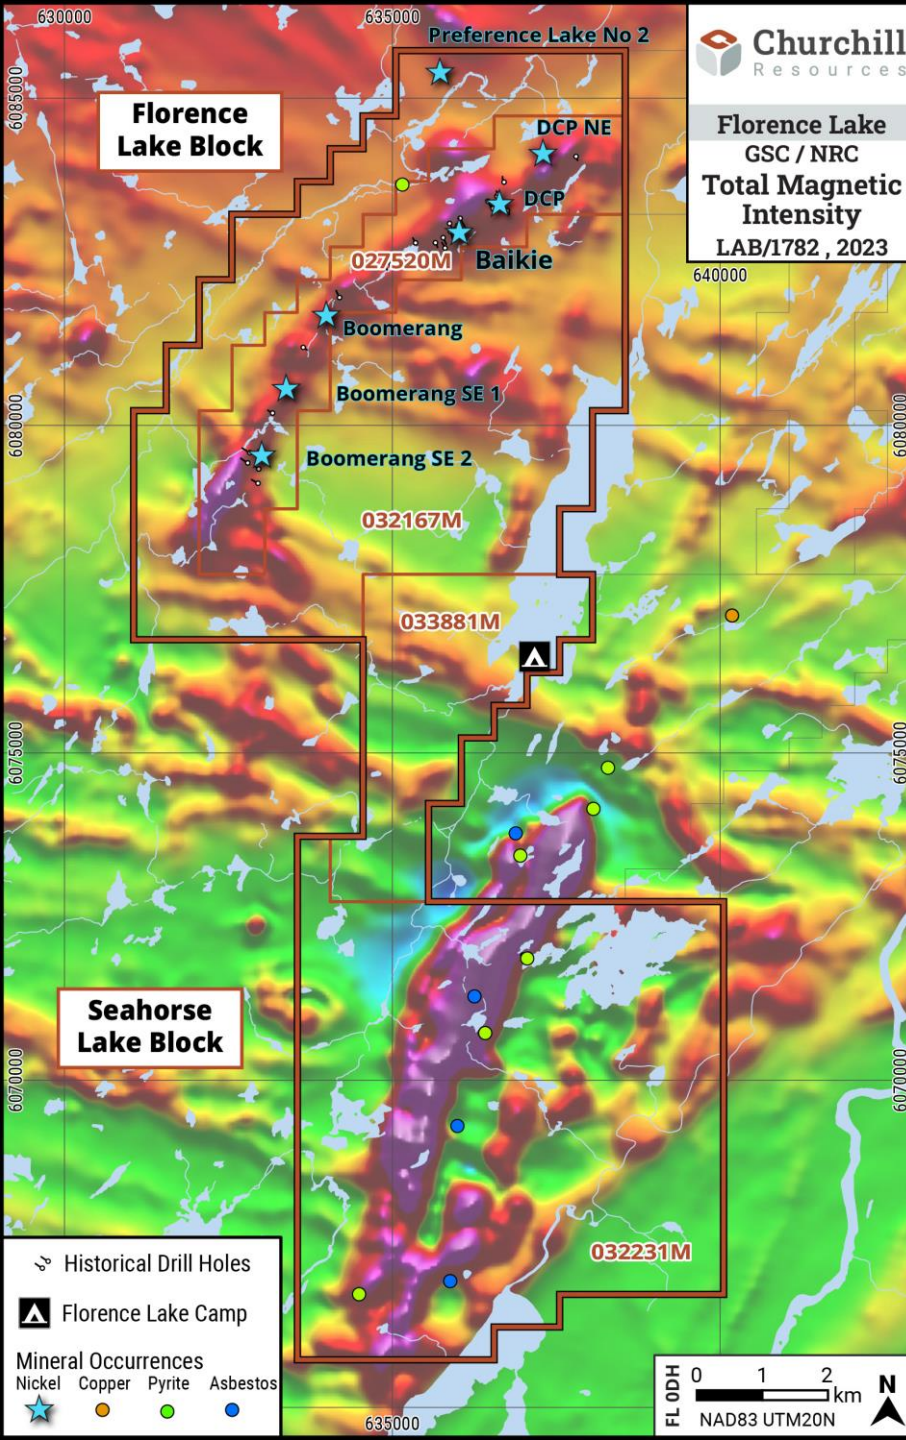 630000
635000
Preference Lake No 2
Churchill
Resources
Florence Lake
GSC / NRC
Total Magnetic
Intensity
LAB/1782 , 2023
6085000
Florence
Lake Block
DCP NE
DCP
Baikie
027520M
640000
Boomerang
Boomerang SE 1
6080000
6080000
Boomerang SE 2
032167M
033881M
6075000
6075000
Seahorse
Lake Block
6070000
6070000
032231M
Historical Drill Holes
Florence Lake Camp
Mineral Occurrences
Nickel Copper Pyrite Asbestos
635000
FL ODH
0 1 2 km
NAD83 UTM20N
N